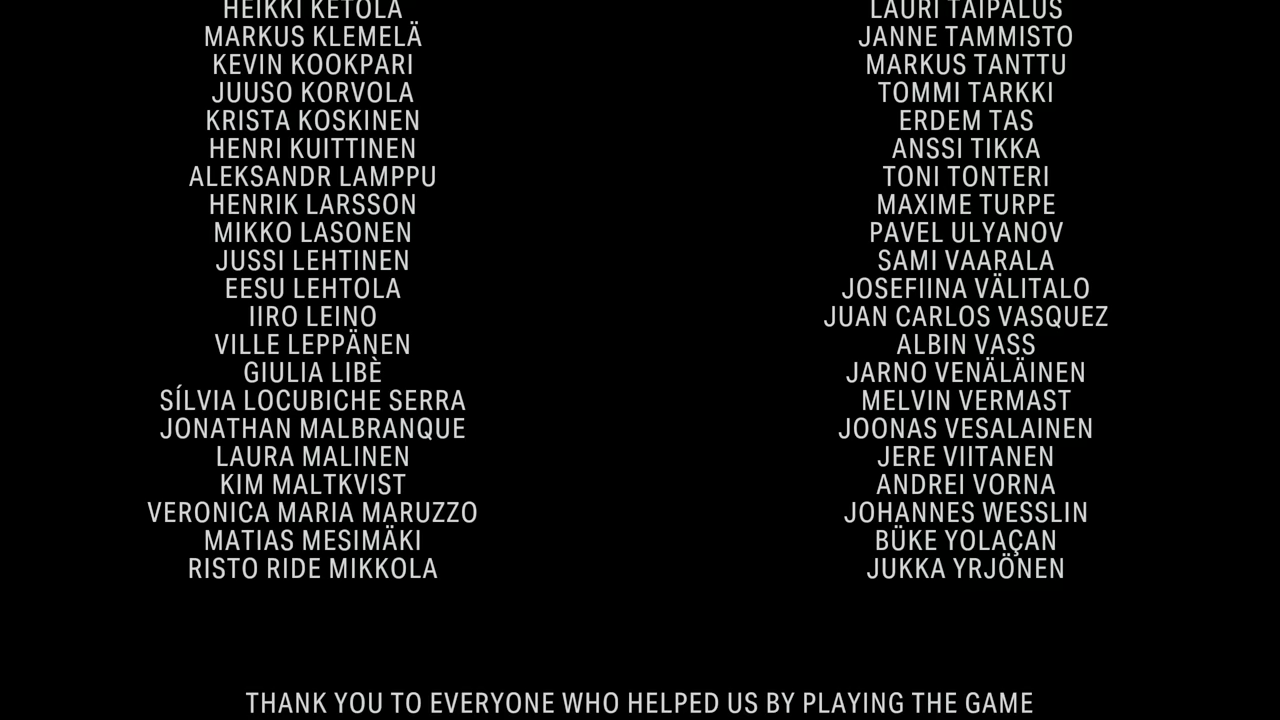 HEIKKI KETOLA
MARKUS KLEMELÄ
KEVIN KOOKPARI
JUUSO KORVOLA
KRISTA KOSKINEN
HENRI KUITTINEN
ALEKSANDR LAMPPU
HENRIK LARSSON
MIKKO LASONEN
JUSSI LEHTINEN
EESU LEHTOLA
IIRO LEINO
VILLE LEPPÄNEN
GIULIA LIBÈ
SÍLVIA LOCUBICHE SERRA
JONATHAN MALBRANQUE
LAURA MALINEN
KIM MALTKVIST
VERONICA MARIA MARUZZO
MATIAS MESIMÄKI
RISTO RIDE MIKKOLA
LAURI TAIPALUS
JANNE TAMMISTO
MARKUS TANTTU
TOMMI TARKKI
ERDEM TAS
ANSSI TIKKA
TONI TONTERI
MAXIME TURPE
PAVEL ULYANOV
SAMI VAARALA
JOSEFIINA VÄLITALO
JUAN CARLOS VASQUEZ
ALBIN VASS
JARNO VENÄLÄINEN
MELVIN VERMAST
JOONAS VESALAINEN
JERE VIITANEN
ANDREI VORNA
JOHANNES WESSLIN
BÜKE YOLAÇAN
JUKKA YRJÖNEN
THANK YOU TO EVERYONE WHO HELPED US BY PLAYING THE GAME